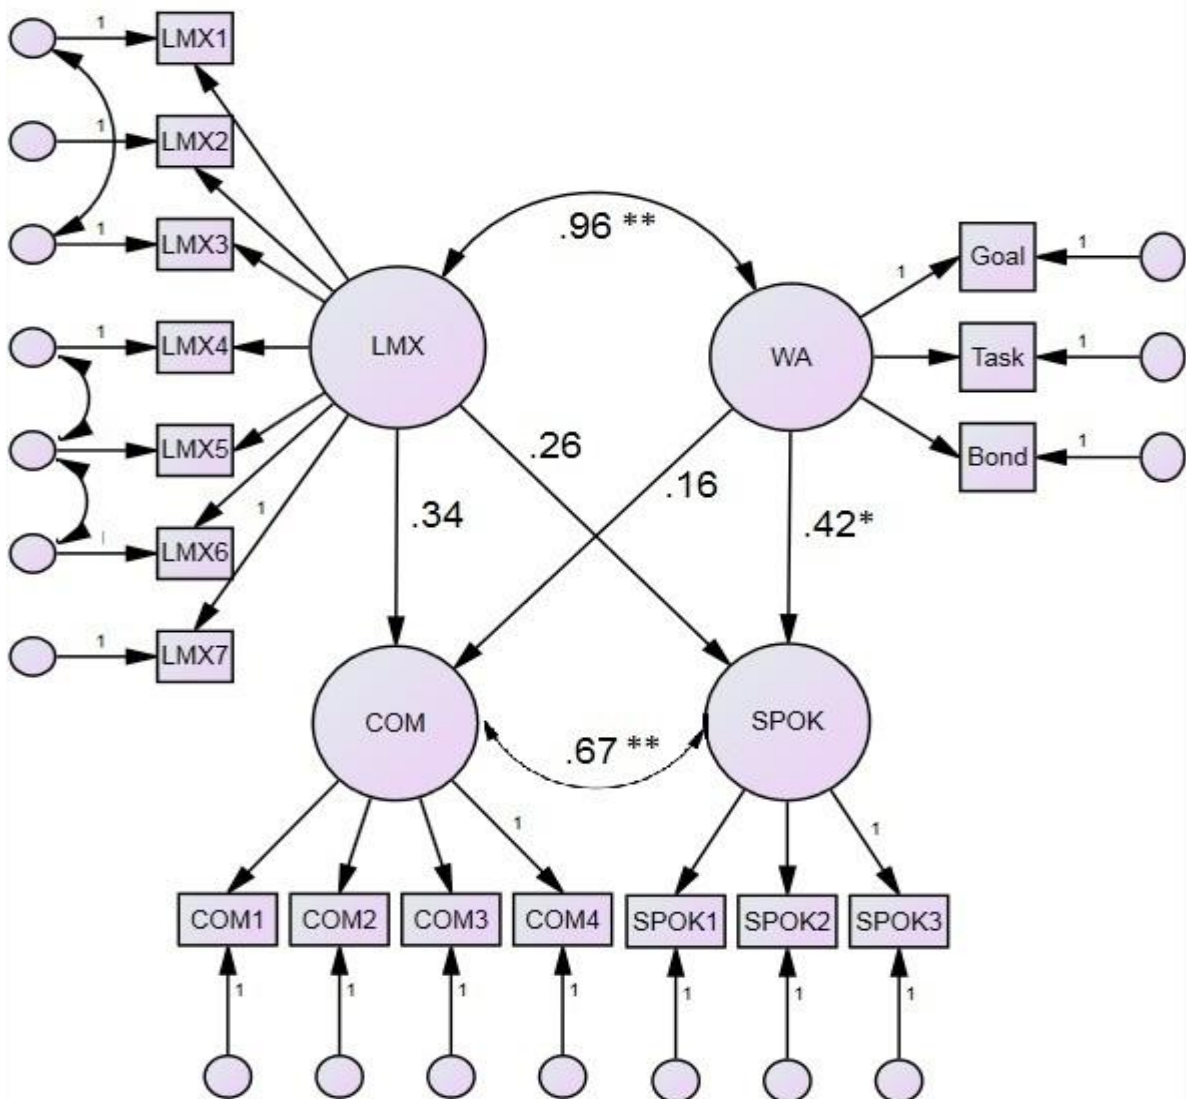 1
LMX1
1
LMX2
1
LMX3
1
LMX4
LMX5
1
LMX6
1
LMX7
LMX
.96 **
WA
1
Goal
1
Task
1
Bond
1
.34
.26
.16
.42*
COM
.67 **
SPOK
1
1
COM1
COM2
COM3
COM4
SPOK1
SPOK2
SPOK3
1
1
1
1
1
1
1